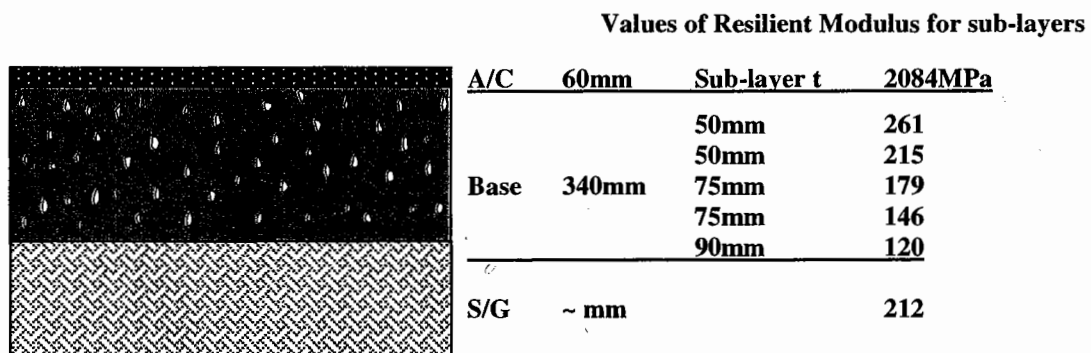 Values of Resilient Modulus for sub-layers
A/C 60mm Sub-layer t 2084MPa
50mm 261
50mm 215
Base 340mm 75mm 179
75mm 146
90mm 120
S/G ~ mm 212